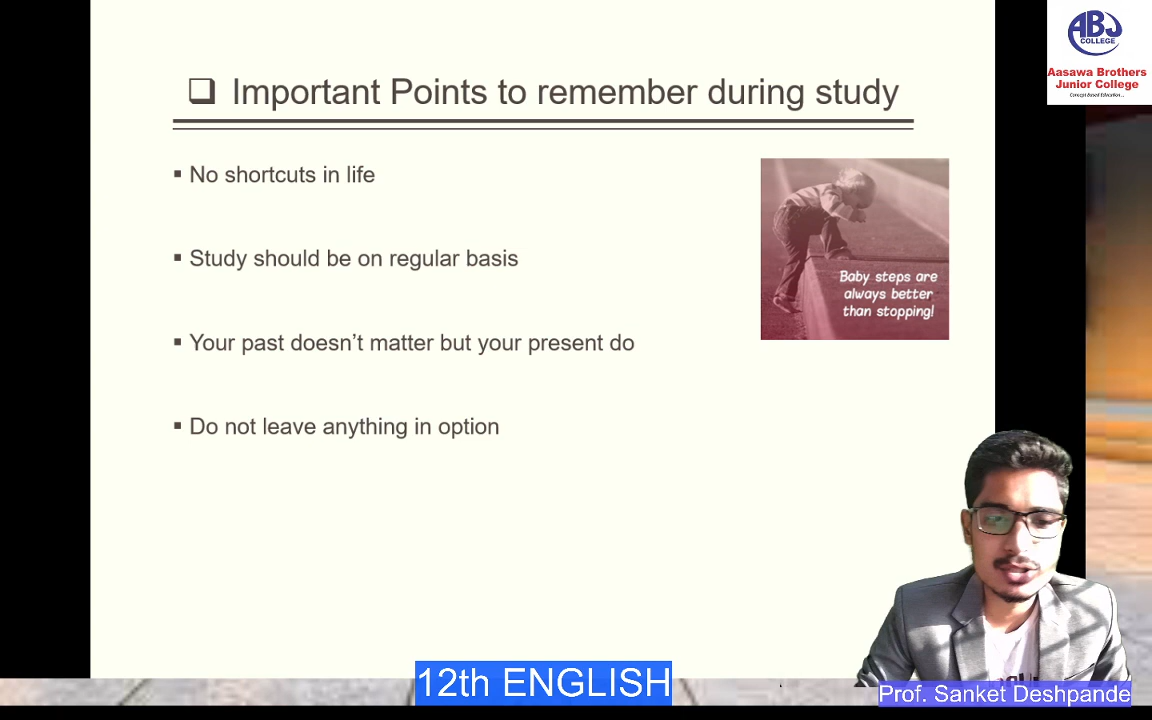 ABJ
COLLEGE
Aasawa Brothers
Junior College
Concept Based Education...
Important Points to remember during study
No shortcuts in life
Study should be on regular basis
Your past doesn’t matter but your present do
Do not leave anything in option
Baby steps are
always better
than stopping!
12th ENGLISH
Prof. Sanket Deshpande